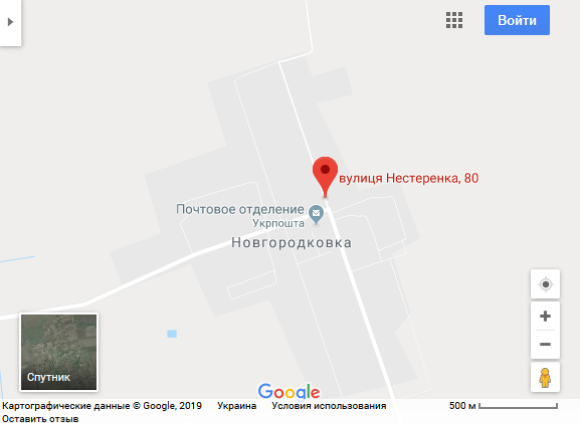 Войти
вулиця Нестеренка, 80
Почтовое отделение
Укрпошта
Новгородковка
Спутник
Google
Картографические данные © Google, 2019 Украина Условия использования 500 м
Оставить отзыв